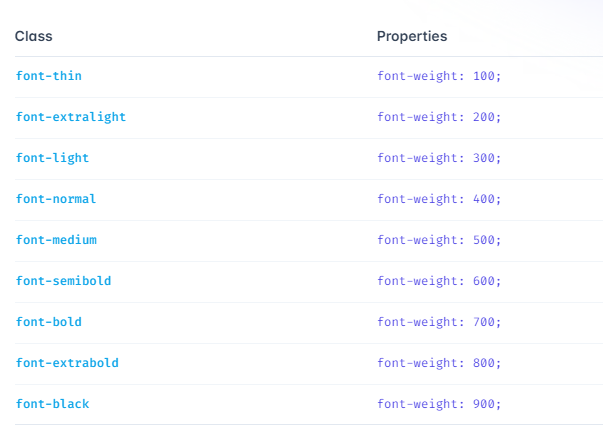 Class Properties
font-thin font-weight: 100;
font-extralight font-weight: 200;
font-light font-weight: 300;
font-normal font-weight: 400;
font-medium font-weight: 500;
font-semibold font-weight: 600;
font-bold font-weight: 700;
font-extrabold font-weight: 800;
font-black font-weight: 900;